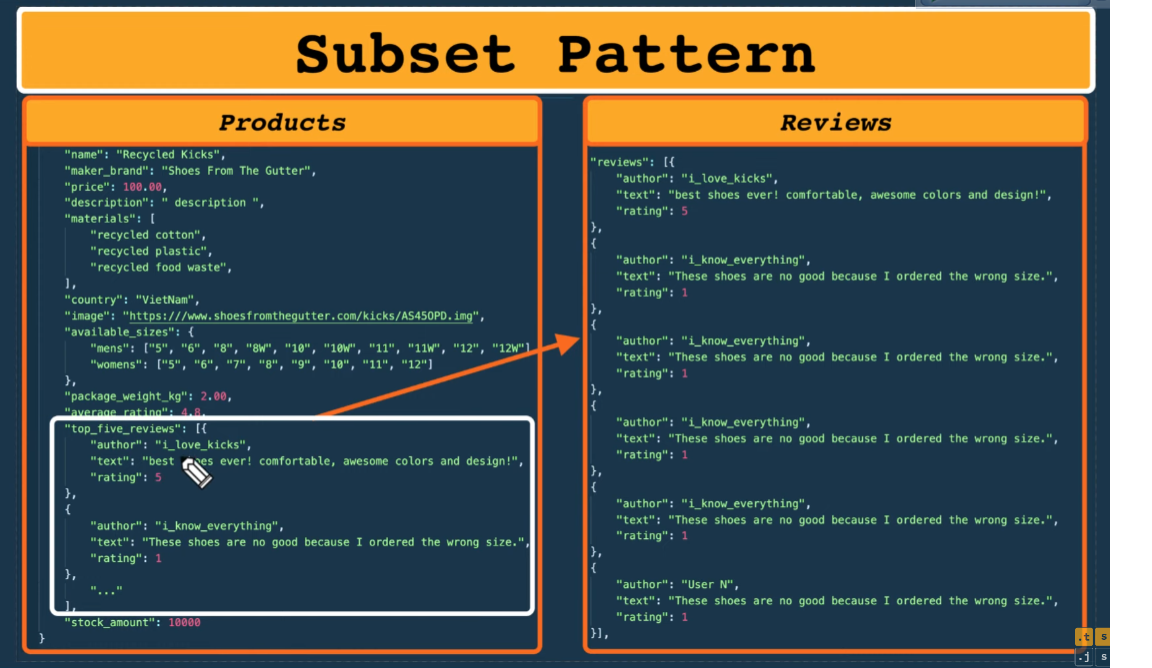 Subset Pattern
Products
"name": "Recycled Kicks",
"maker_brand": "Shoes From The Gutter",
"price": 100.00,
"description": " description ",
"materials": [
"recycled cotton",
"recycled plastic",
"recycled food waste",
],
"country": "VietNam",
"image": "https:///www.shoesfromthegutter.com/kicks/AS45OPD.img",
"available_sizes": {
"mens": ["5", "6", "8", "8W", "10", "10W", "11", "11W", "12", "12W"]
"womens": ["5", "6", "7", "8", "9", "10", "11", "12"]
},
"package_weight_kg": 2.00,
"average_rating": 4.8,
"top_five_reviews": [{
"author": "i_love_kicks",
"text": "best shoes ever! comfortable, awesome colors and design!",
"rating": 5
},
{
"author": "i_know_everything",
"text": "These shoes are no good because I ordered the wrong size.",
"rating": 1
},
"..."
],
"stock_amount": 10000
}
Reviews
"reviews": [{
"author": "i_love_kicks",
"text": "best shoes ever! comfortable, awesome colors and design!",
"rating": 5
},
{
"author": "i_know_everything",
"text": "These shoes are no good because I ordered the wrong size.",
"rating": 1
},
{
"author": "i_know_everything",
"text": "These shoes are no good because I ordered the wrong size.",
"rating": 1
},
{
"author": "i_know_everything",
"text": "These shoes are no good because I ordered the wrong size.",
"rating": 1
},
{
"author": "i_know_everything",
"text": "These shoes are no good because I ordered the wrong size.",
"rating": 1
},
{
"author": "User N",
"text": "These shoes are no good because I ordered the wrong size.",
"rating": 1
}],
.t s
.j s